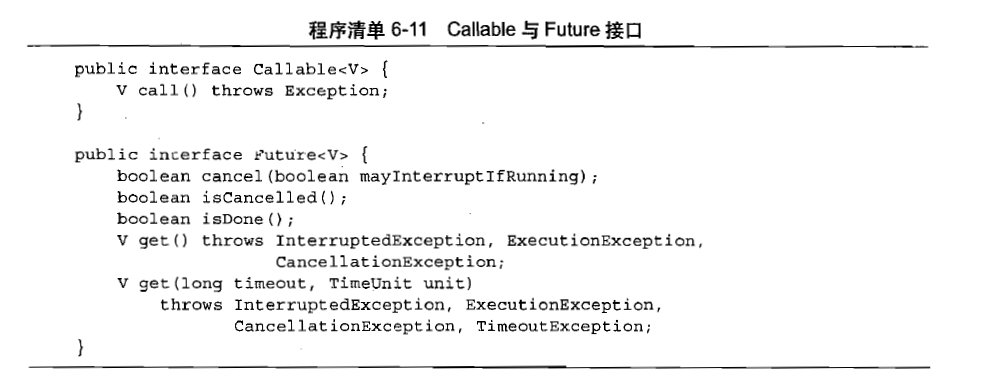 程序清单 6-11 Callable 与 Future 接口
public interface Callable<V> {
V call() throws Exception;
}
public interface Future<V> {
boolean cancel(boolean mayInterruptIfRunning);
boolean isCancelled();
boolean isDone();
V get() throws InterruptedException, ExecutionException,
CancellationException;
V get(long timeout, TimeUnit unit)
throws InterruptedException, ExecutionException,
CancellationException, TimeoutException;
}